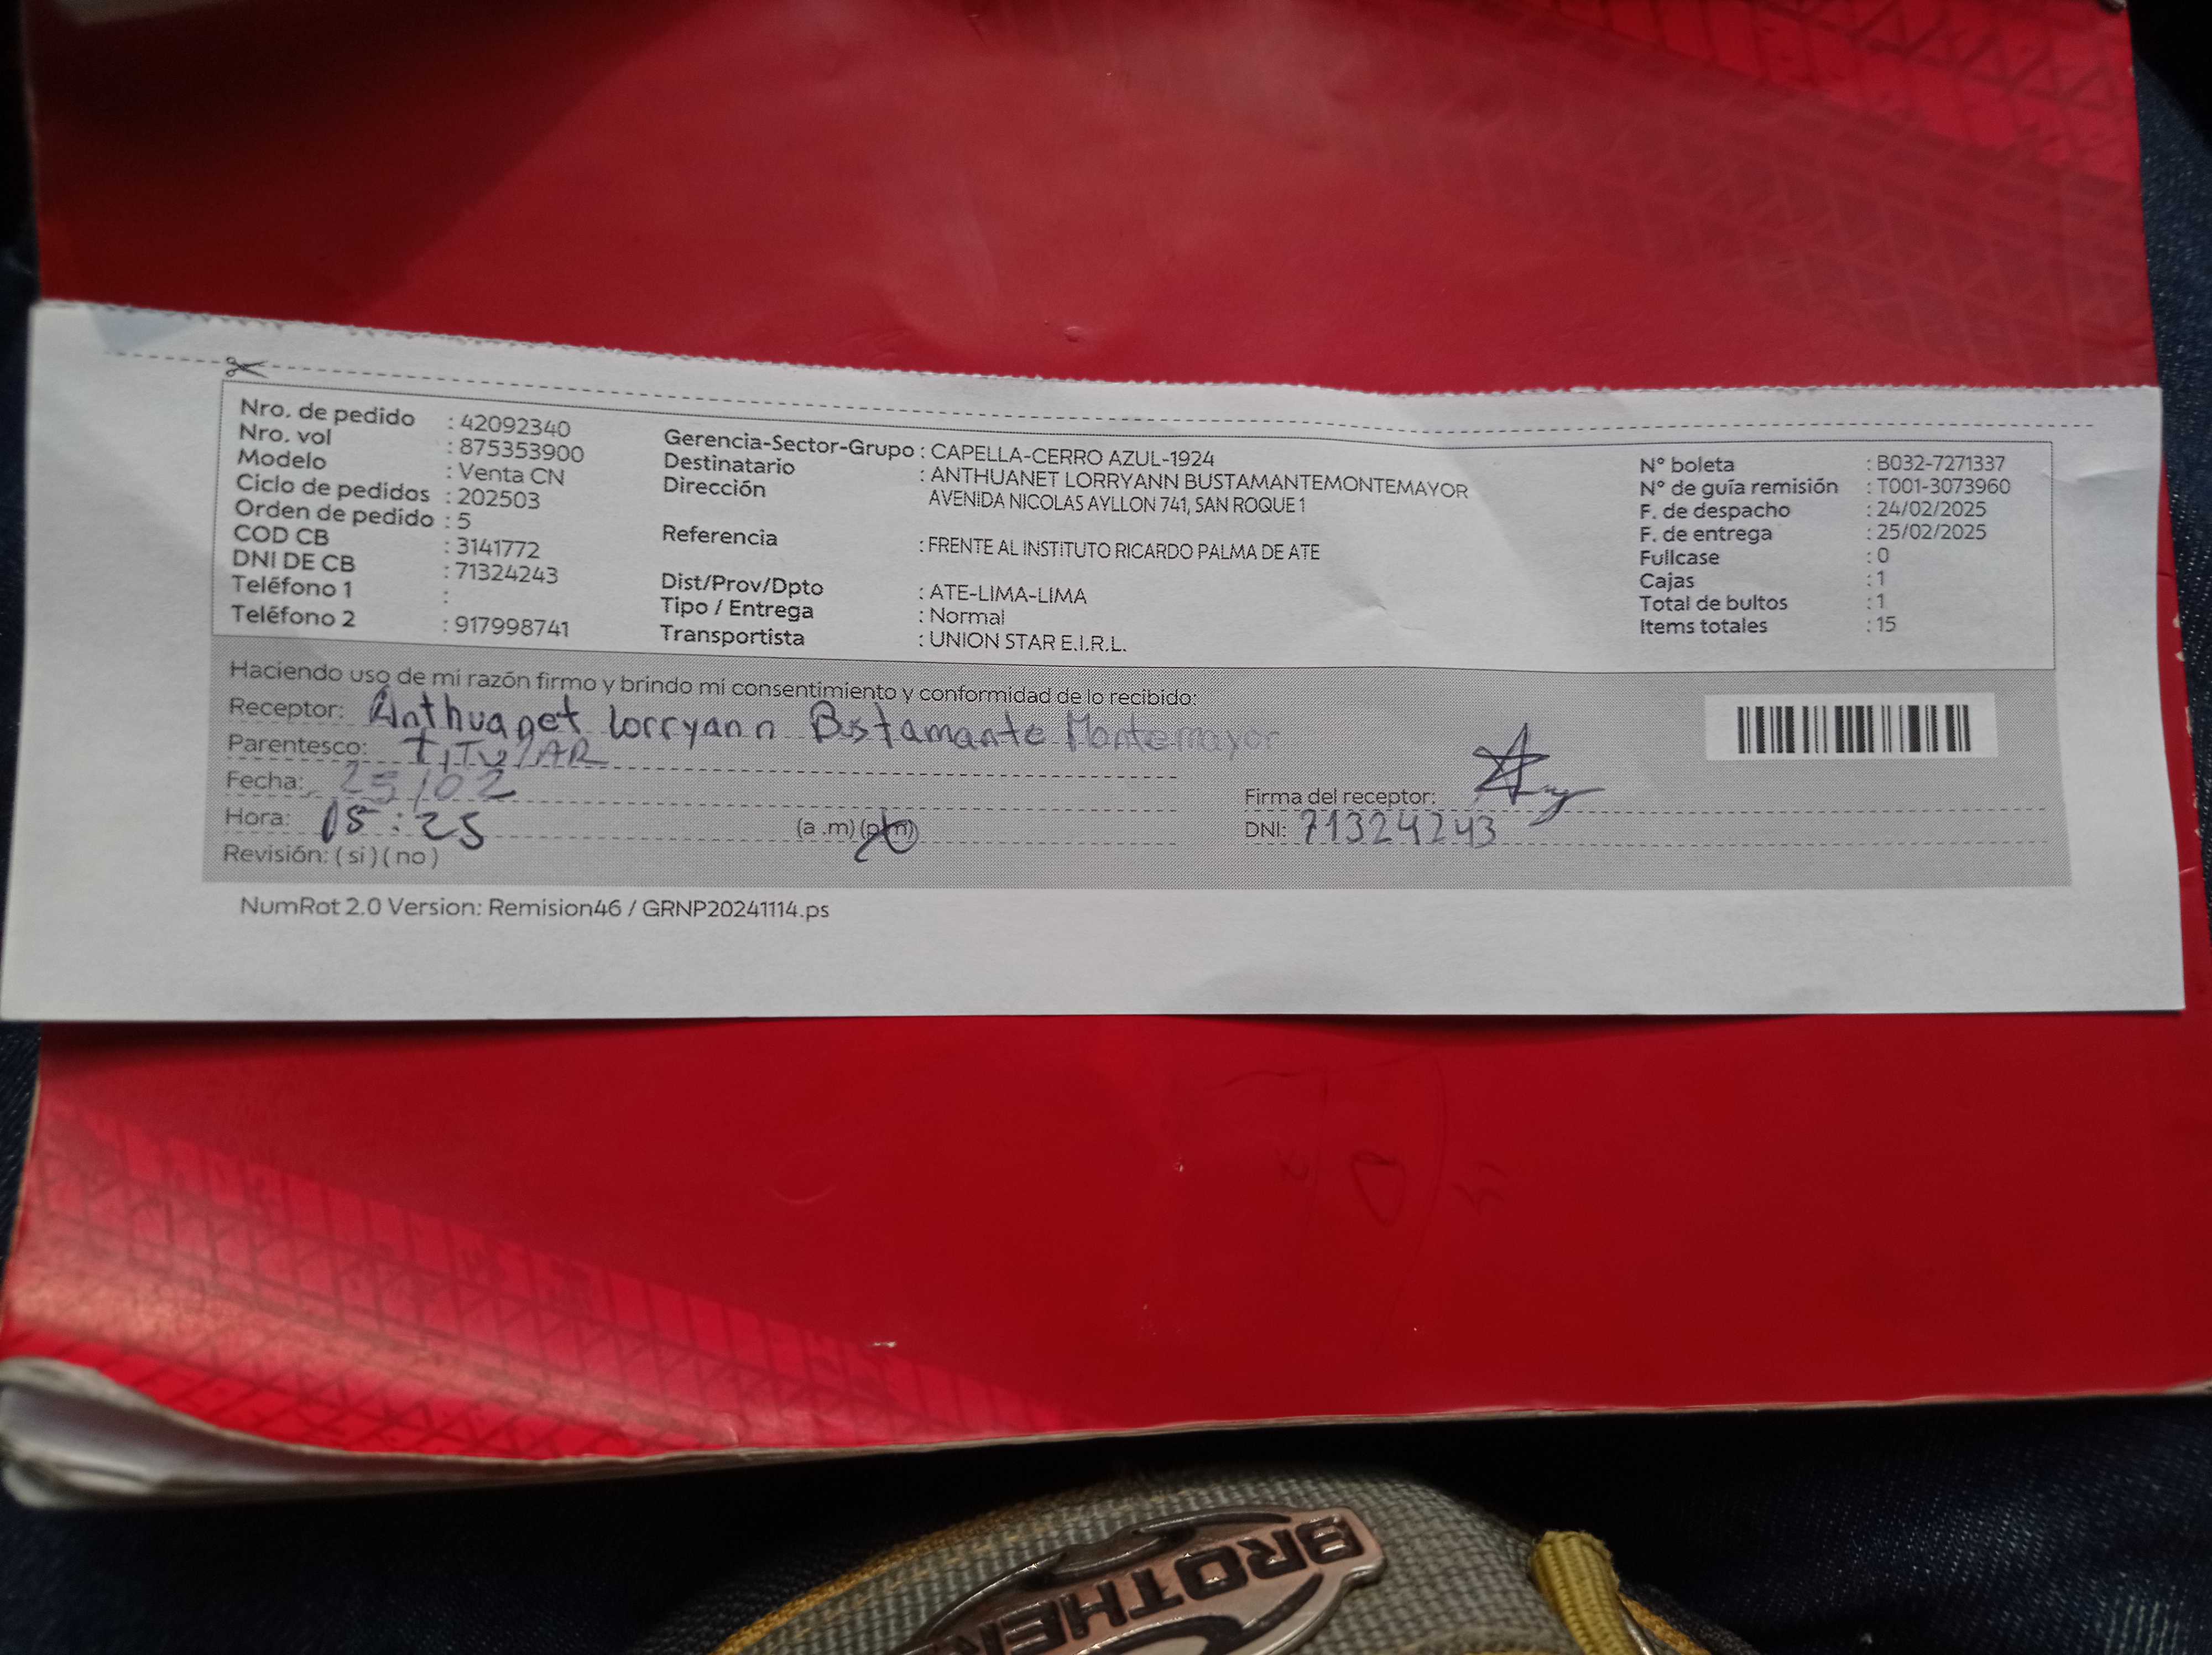 Nro. de pedido : 42092340
Nro. vol : 875353900
Modelo : Venta CN
Ciclo de pedidos : 202503
Orden de pedido : 5
COD CB : 3141772
DNI DE CB : 71324243
Teléfono 1 :
Teléfono 2 : 917998741
Gerencia-Sector-Grupo : CAPELLA-CERRO AZUL-1924
Destinatario : ANTHUANET LORRYANN BUSTAMANTEMONTEMAYOR
Dirección AVENIDA NICOLAS AYLLON 741, SAN ROQUE 1
Referencia : FRENTE AL INSTITUTO RICARDO PALMA DE ATE
Dist/Prov/Dpto : ATE-LIMA-LIMA
Tipo / Entrega : Normal
Transportista : UNION STAR E.I.R.L.
N° boleta : B032-7271337
N° de guía remisión : T001-3073960
F. de despacho : 24/02/2025
F. de entrega : 25/02/2025
Fullcase : 0
Cajas : 1
Total de bultos : 1
Items totales : 15
Haciendo uso de mi razón firmo y brindo mi consentimiento y conformidad de lo recibido:
Receptor: Anthuanet Lorryann Bustamante Montemayor
Parentesco: TiTulAR
Fecha: 25/02
Hora: 05:25 (a .m) (p.m)
Revisión: ( si ) ( no )
Firma del receptor:
DNI: 71324243
NumRot 2.0 Version: Remision46 / GRNP20241114.ps
BROTHER